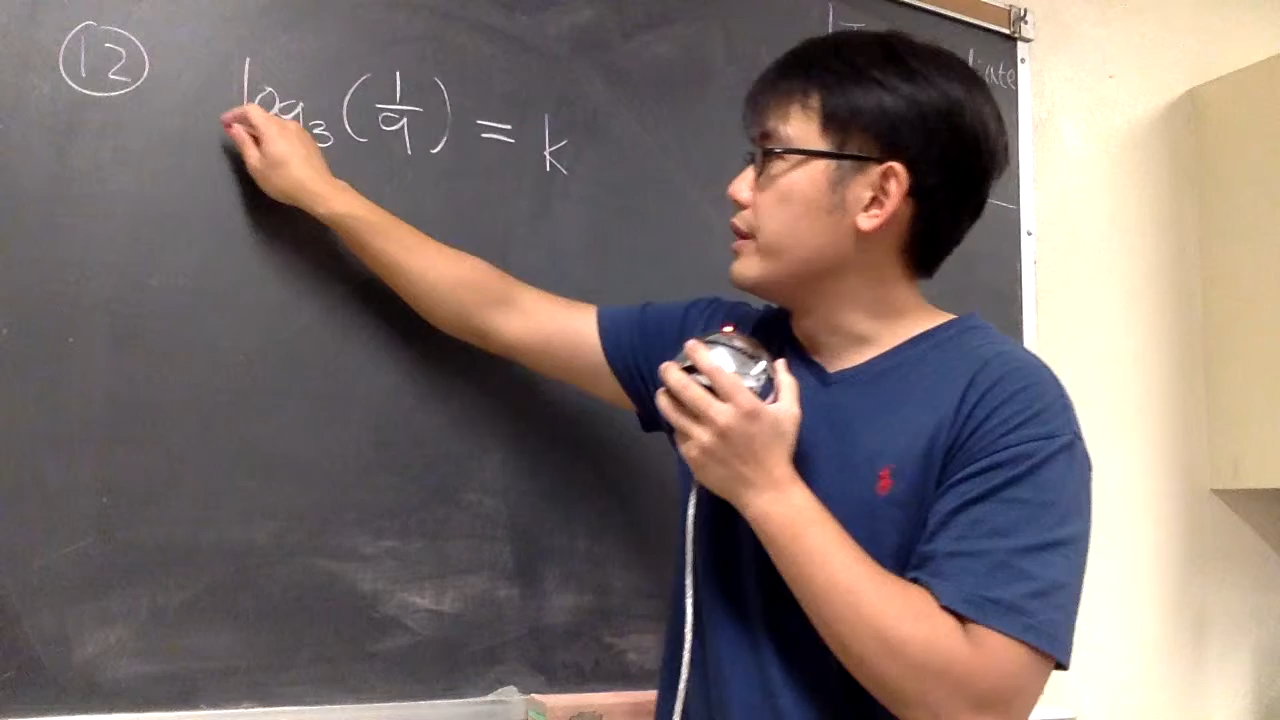 12
log₃(1/9) = k